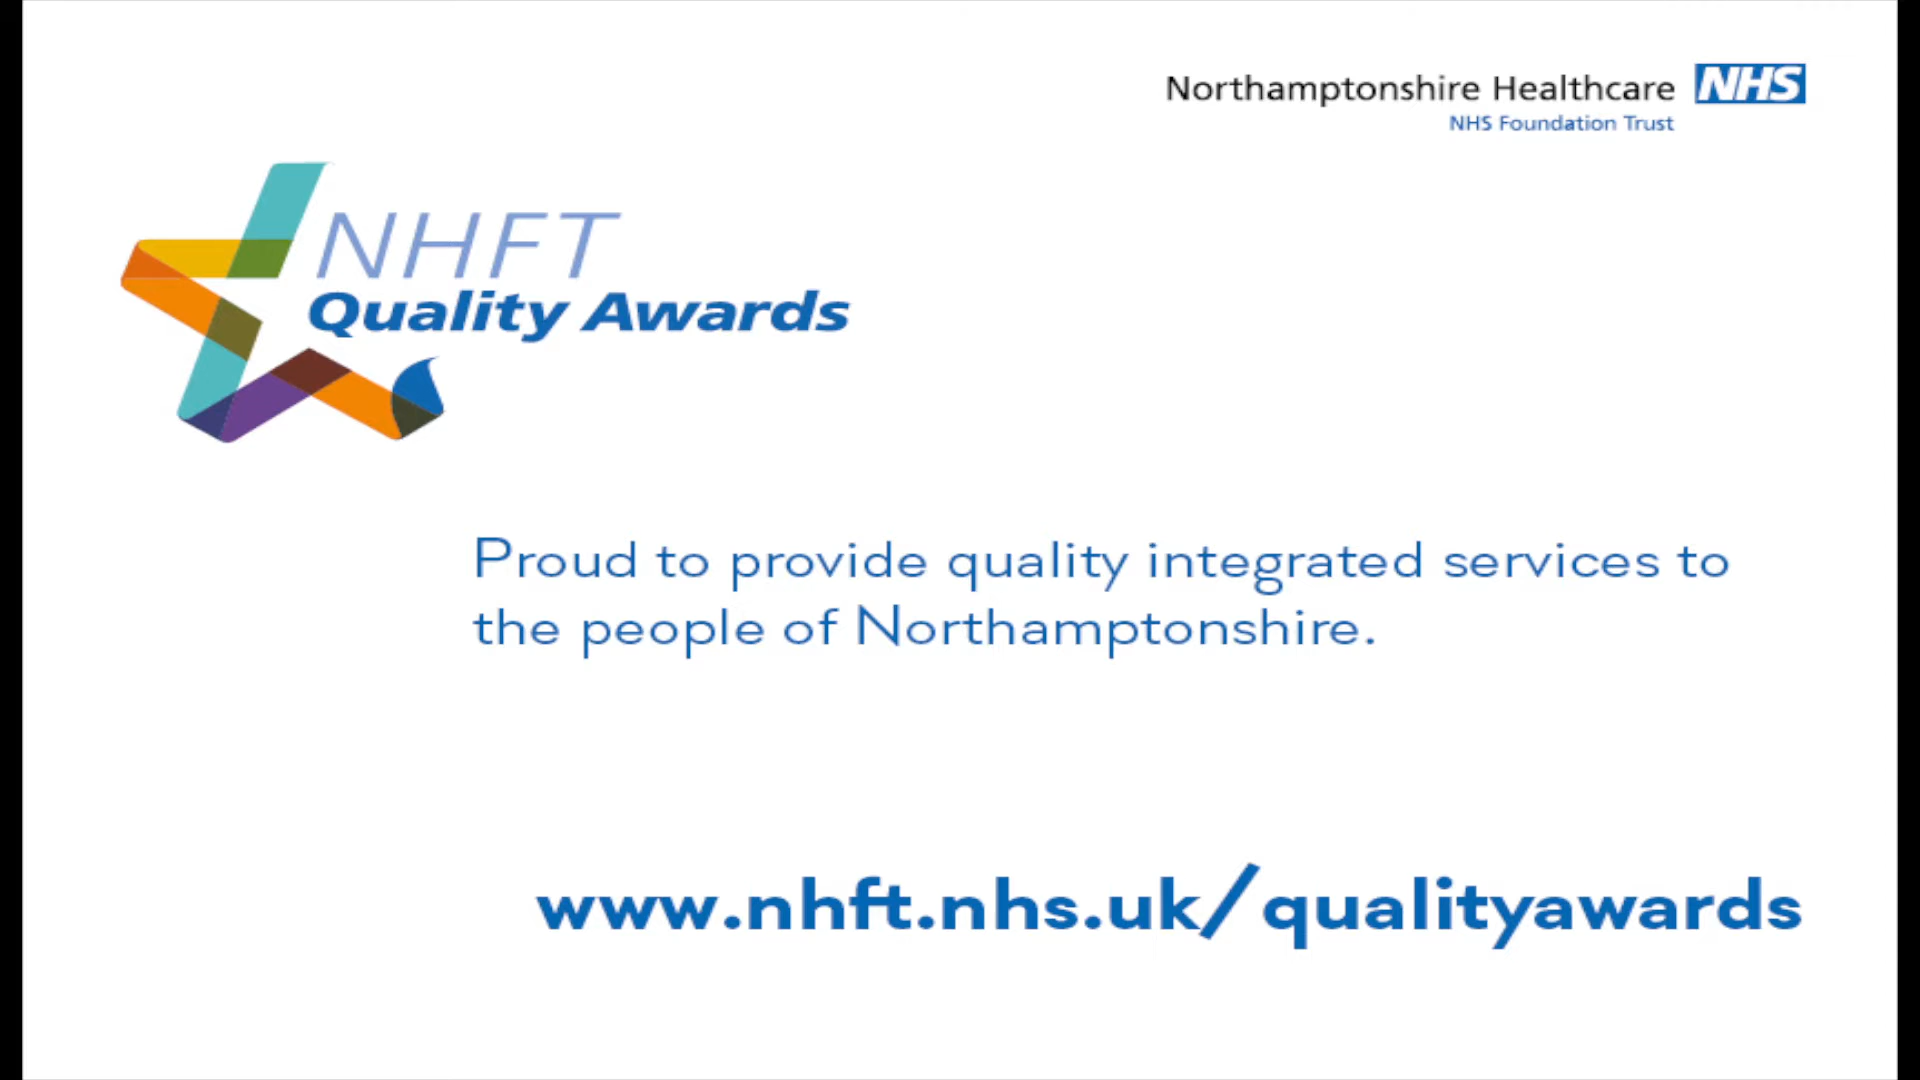 Northamptonshire Healthcare NHS
NHS Foundation Trust
NHFT
Quality Awards
Proud to provide quality integrated services to
the people of Northamptonshire.
www.nhft.nhs.uk/qualityawards